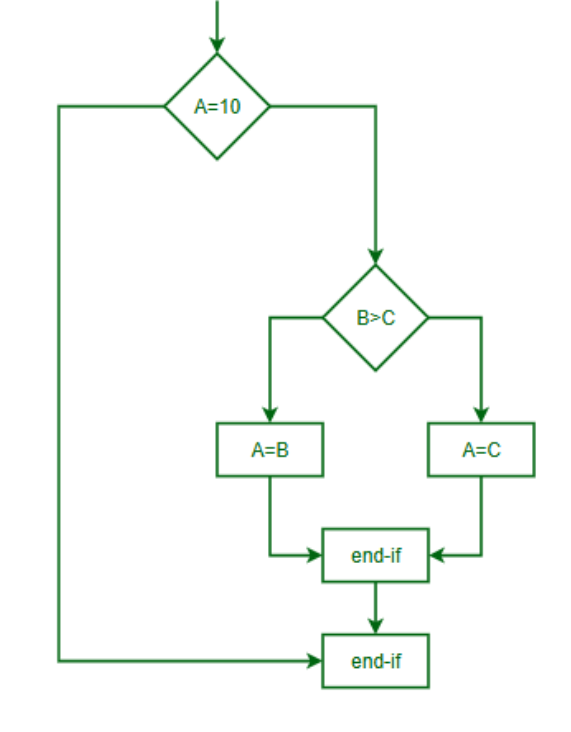 A=10
B>C
A=B
A=C
end-if
end-if